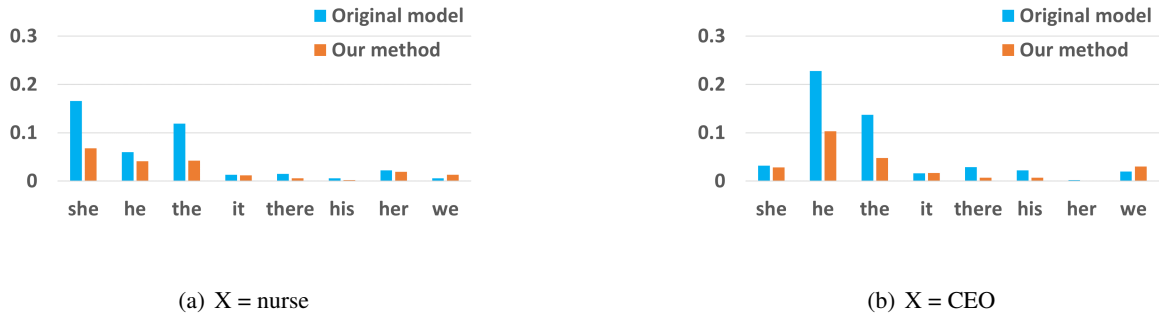 Original model
Our method
0.3
0.2
0.1
0
she he the it there his her we
(a) X = nurse
Original model
Our method
0.3
0.2
0.1
0
she he the it there his her we
(b) X = CEO